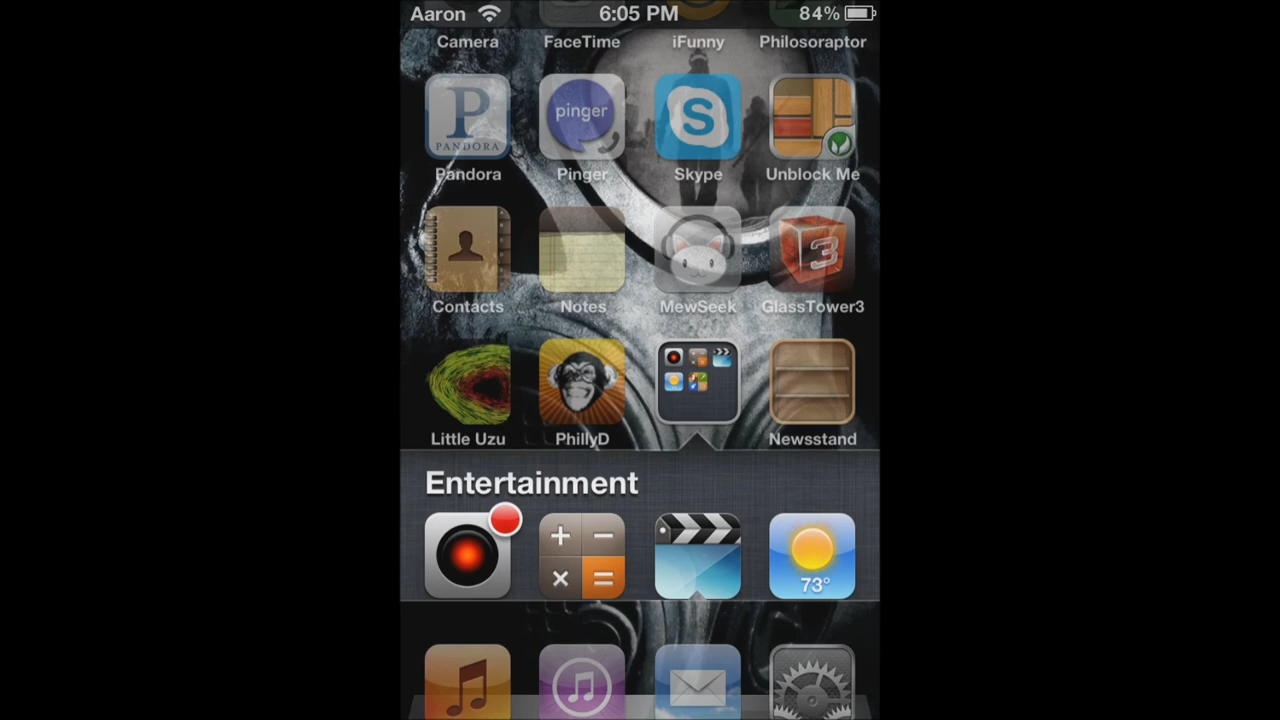 Aaron 6:05 PM 84%
Camera FaceTime iFunny Philosoraptor
P pinger S
PANDORA
Pandora Pinger Skype Unblock Me
3
Contacts Notes MewSeek GlassTower3
Little Uzu PhillyD Newsstand
Entertainment
+ −
× = 73°